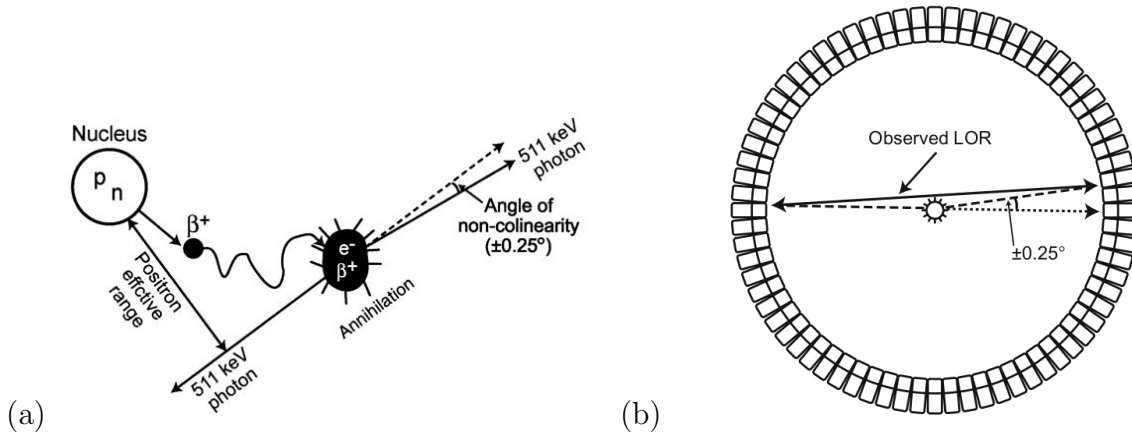 Nucleus
p
n
β+
Positron
effctive
range
e-
β+
Annihilation
511 keV
photon
511 keV
photon
Angle of
non-colinearity
(±0.25°)
(a)
Observed LOR
±0.25°
(b)